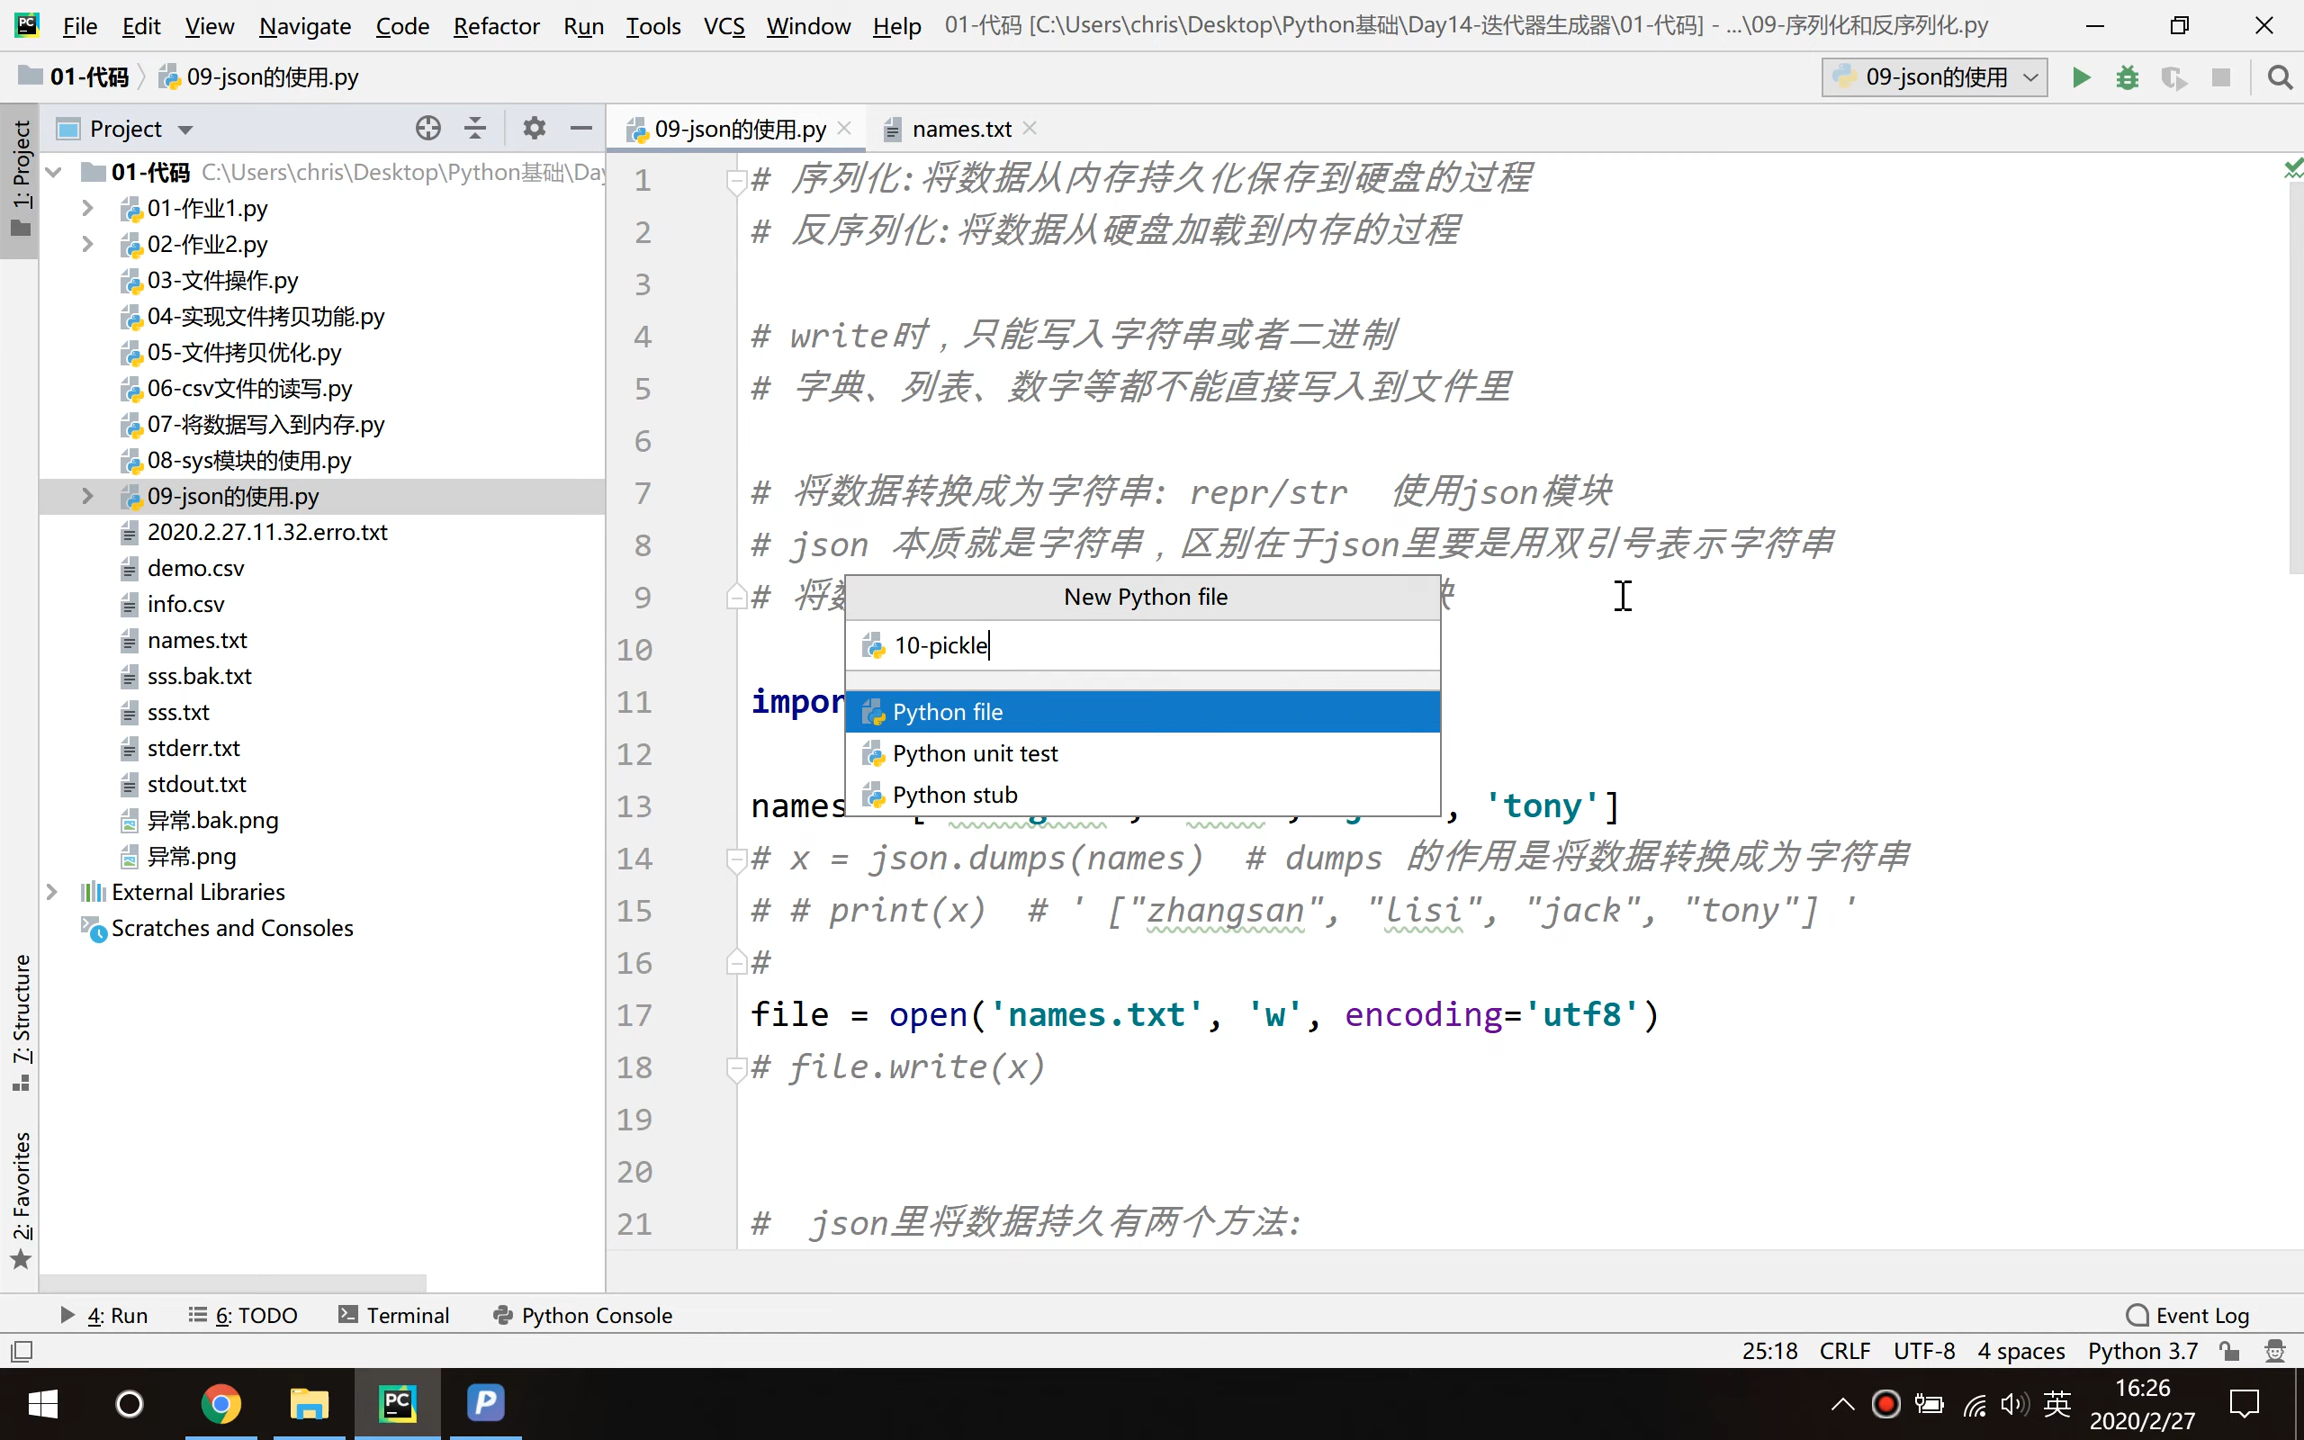 File Edit View Navigate Code Refactor Run Tools VCS Window Help 01-代码 [C:\Users\chris\Desktop\Python基础\Day14-迭代器生成器\01-代码] - ...\09-序列化和反序列化.py
01-代码 09-json的使用.py 09-json的使用
Project 09-json的使用.py names.txt
1: Project
01-代码 C:\Users\chris\Desktop\Python基础\Da
01-作业1.py
02-作业2.py
03-文件操作.py
04-实现文件拷贝功能.py
05-文件拷贝优化.py
06-csv文件的读写.py
07-将数据写入到内存.py
08-sys模块的使用.py
09-json的使用.py
2020.2.27.11.32.erro.txt
demo.csv
info.csv
names.txt
sss.bak.txt
sss.txt
stderr.txt
stdout.txt
异常.bak.png
异常.png
External Libraries
Scratches and Consoles
7: Structure
2: Favorites
1 # 序列化:将数据从内存持久化保存到硬盘的过程
2 # 反序列化:将数据从硬盘加载到内存的过程
3
4 # write时，只能写入字符串或者二进制
5 # 字典、列表、数字等都不能直接写入到文件里
6
7 # 将数据转换成为字符串: repr/str 使用json模块
8 # json 本质就是字符串，区别在于json里要是用双引号表示字符串
9 # 将
10
11 impor
12
13 names , 'tony']
14 # x = json.dumps(names) # dumps 的作用是将数据转换成为字符串
15 # # print(x) # ' ["zhangsan", "lisi", "jack", "tony"] '
16 #
17 file = open('names.txt', 'w', encoding='utf8')
18 # file.write(x)
19
20
21 # json里将数据持久有两个方法:
New Python file
10-pickle
Python file
Python unit test
Python stub
4: Run 6: TODO Terminal Python Console Event Log
25:18 CRLF UTF-8 4 spaces Python 3.7
英 16:26
2020/2/27